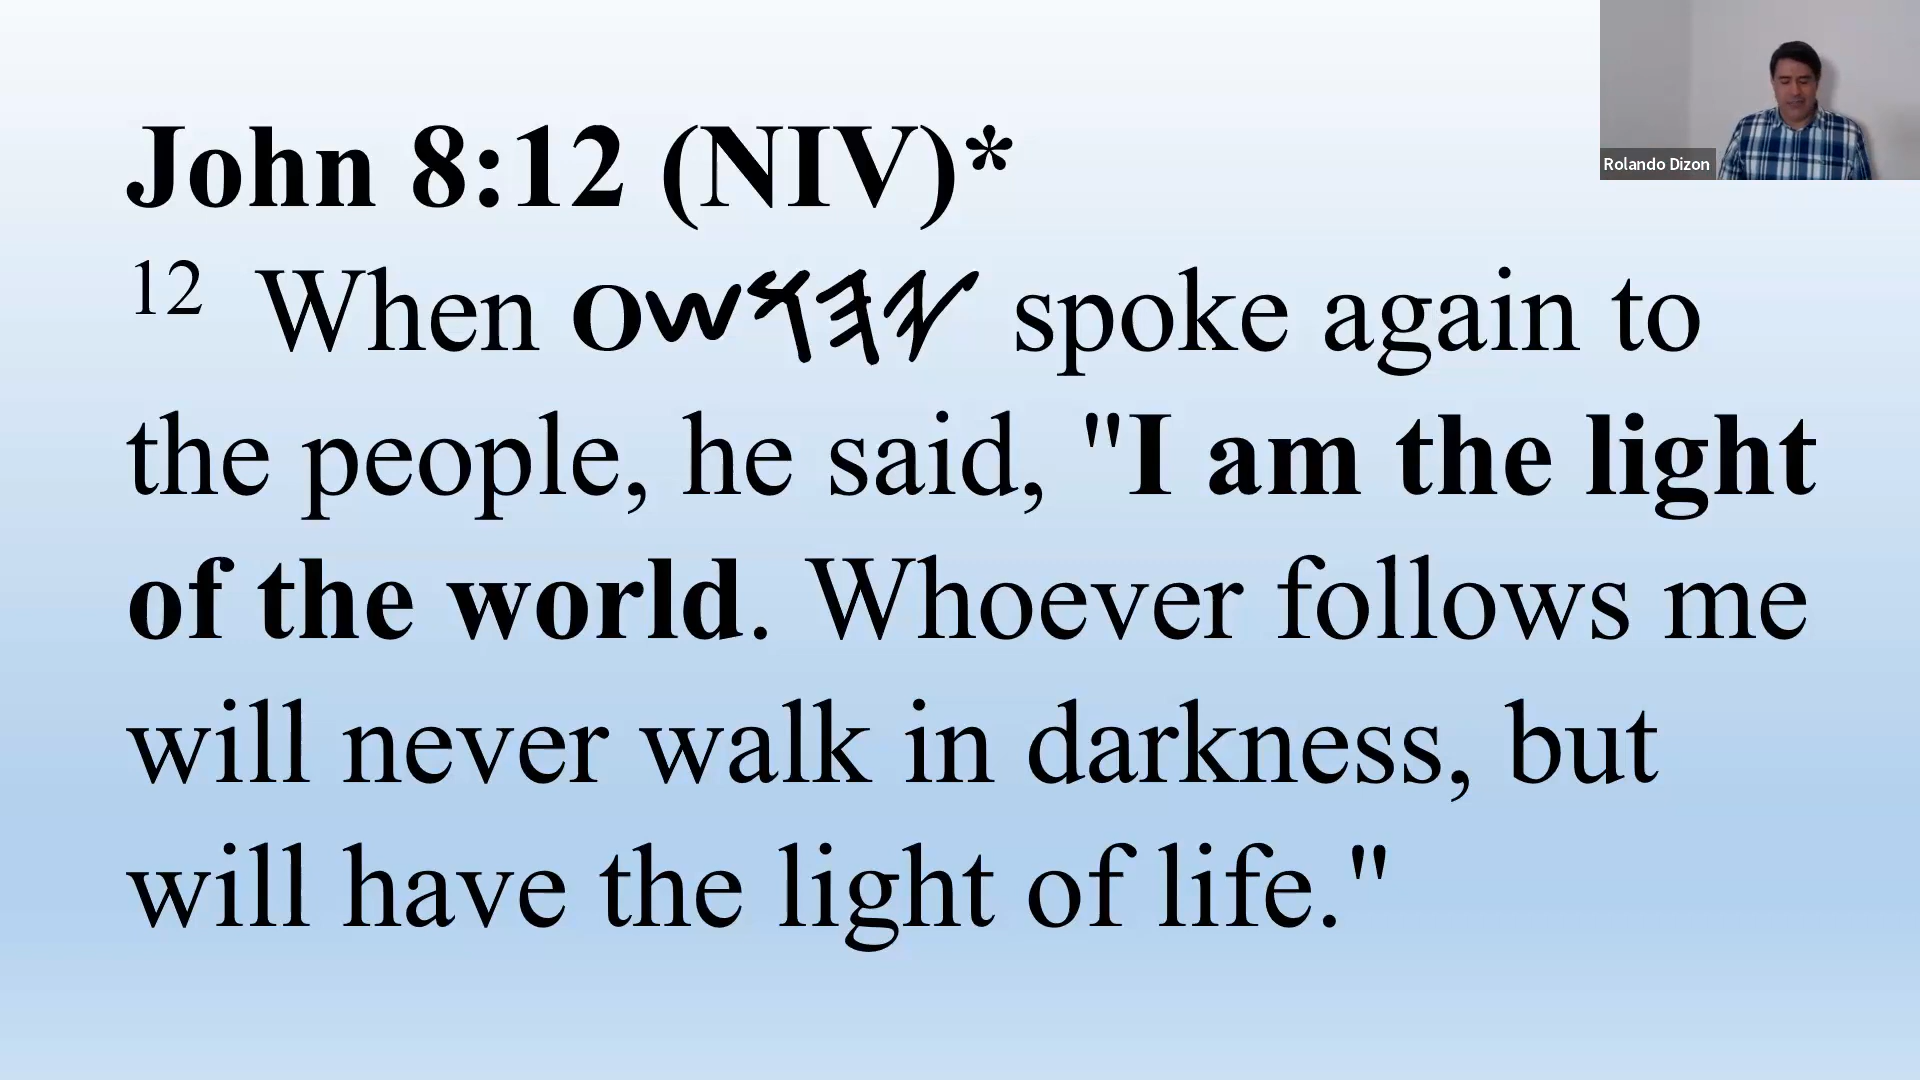 Rolando Dizon
John 8:12 (NIV)*
12 When 𐤉𐤄𐤅𐤔𐤏 spoke again to
the people, he said, "I am the light
of the world. Whoever follows me
will never walk in darkness, but
will have the light of life."